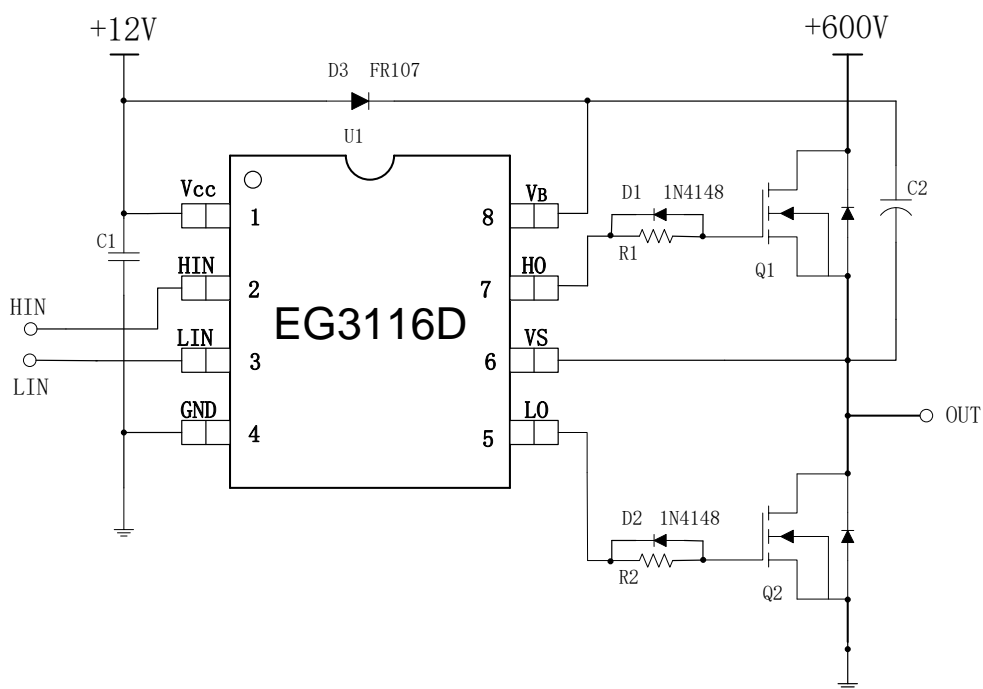 +12V
+600V
D3 FR107
U1
Vcc
1
VB
8
D1 1N4148
R1
C2
C1
HIN
2
HO
7
Q1
EG3116D
HIN
LIN
3
VS
6
LIN
GND
4
LO
5
OUT
D2 1N4148
R2
Q2